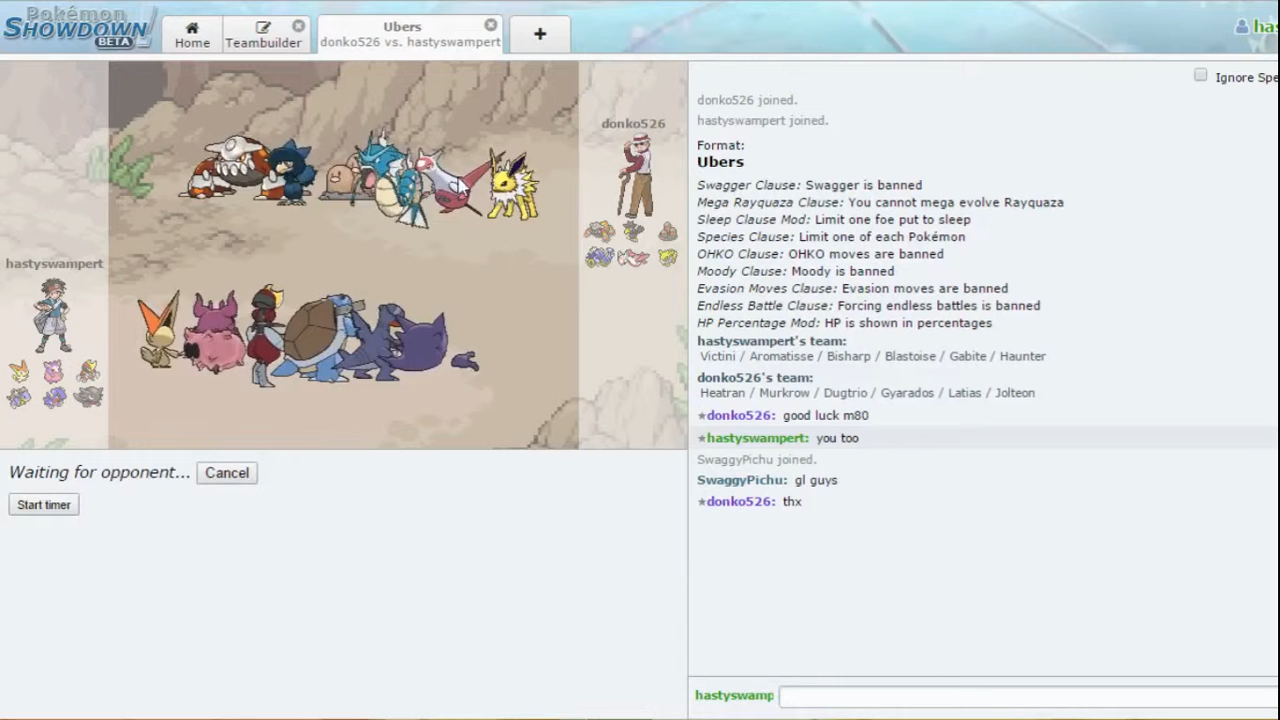 Pokémon
SHOWDOWN
BETA
Home
Teambuilder
Ubers
donko526 vs. hastyswampert
+
has
Ignore Spe
hastyswampert
donko526
Waiting for opponent... Cancel
Start timer
donko526 joined.
hastyswampert joined.
Format:
Ubers
Swagger Clause: Swagger is banned
Mega Rayquaza Clause: You cannot mega evolve Rayquaza
Sleep Clause Mod: Limit one foe put to sleep
Species Clause: Limit one of each Pokémon
OHKO Clause: OHKO moves are banned
Moody Clause: Moody is banned
Evasion Moves Clause: Evasion moves are banned
Endless Battle Clause: Forcing endless battles is banned
HP Percentage Mod: HP is shown in percentages
hastyswampert's team:
Victini / Aromatisse / Bisharp / Blastoise / Gabite / Haunter
donko526's team:
Heatran / Murkrow / Dugtrio / Gyarados / Latias / Jolteon
★donko526: good luck m80
★hastyswampert: you too
SwaggyPichu joined.
SwaggyPichu: gl guys
★donko526: thx
hastyswamp